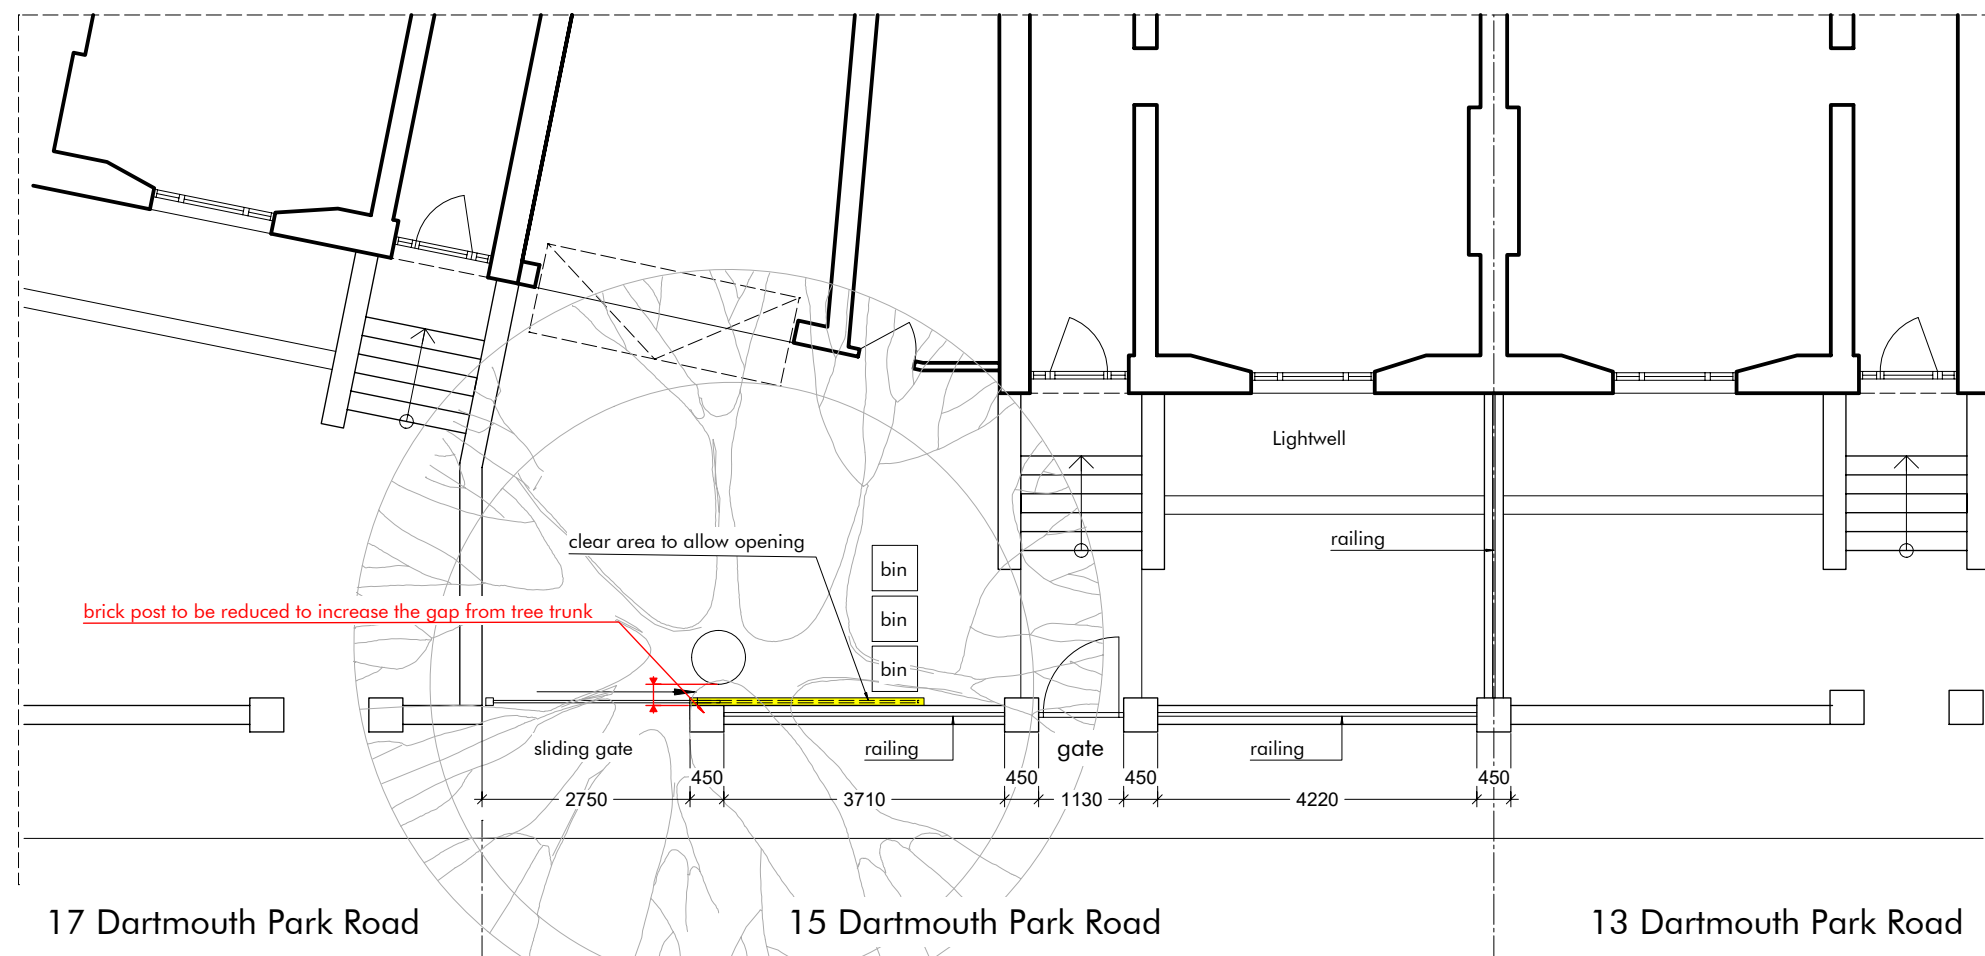 Lightwell
railing
clear area to allow opening
bin
bin
bin
brick post to be reduced to increase the gap from tree trunk
sliding gate
railing
gate
railing
450
450
450
450
2750
3710
1130
4220
17 Dartmouth Park Road
15 Dartmouth Park Road
13 Dartmouth Park Road